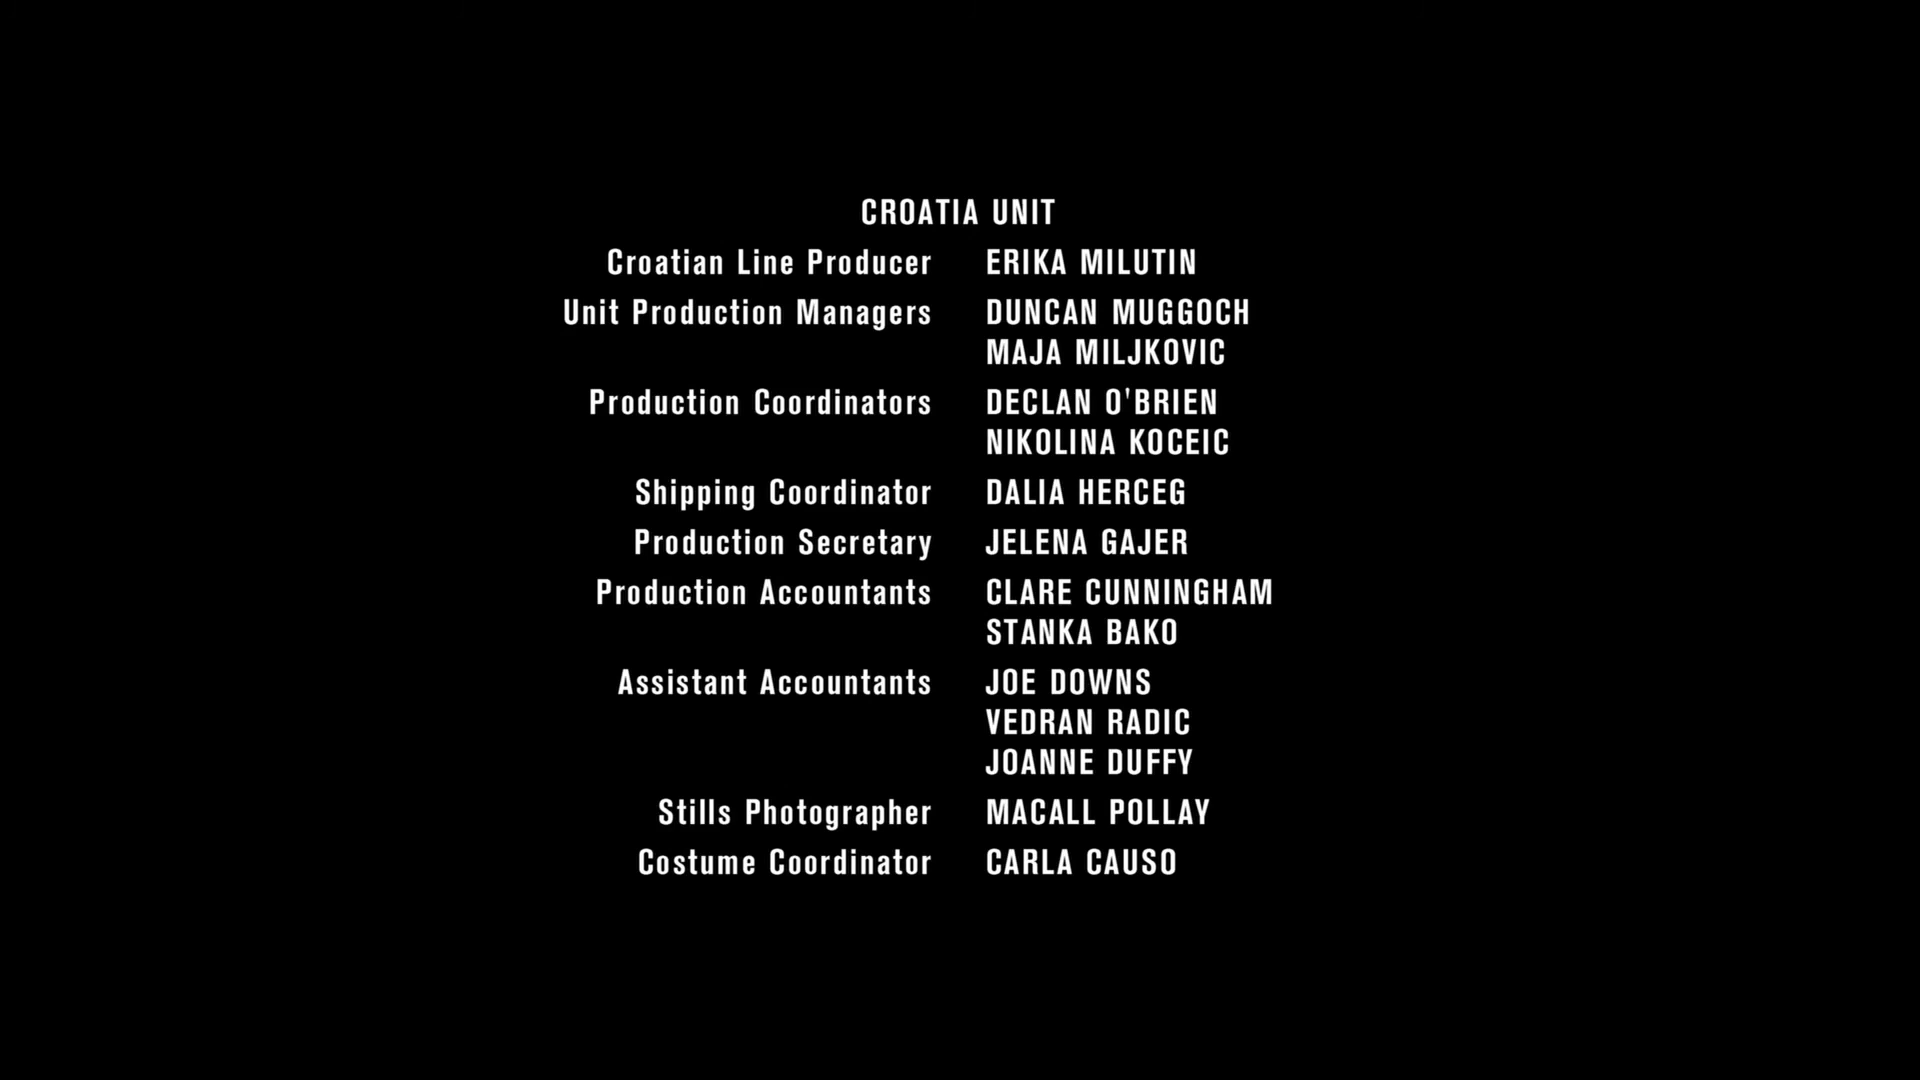 CROATIA UNIT
Croatian Line Producer ERIKA MILUTIN
Unit Production Managers DUNCAN MUGGOCH
MAJA MILJKOVIC
Production Coordinators DECLAN O'BRIEN
NIKOLINA KOCEIC
Shipping Coordinator DALIA HERCEG
Production Secretary JELENA GAJER
Production Accountants CLARE CUNNINGHAM
STANKA BAKO
Assistant Accountants JOE DOWNS
VEDRAN RADIC
JOANNE DUFFY
Stills Photographer MACALL POLLAY
Costume Coordinator CARLA CAUSO